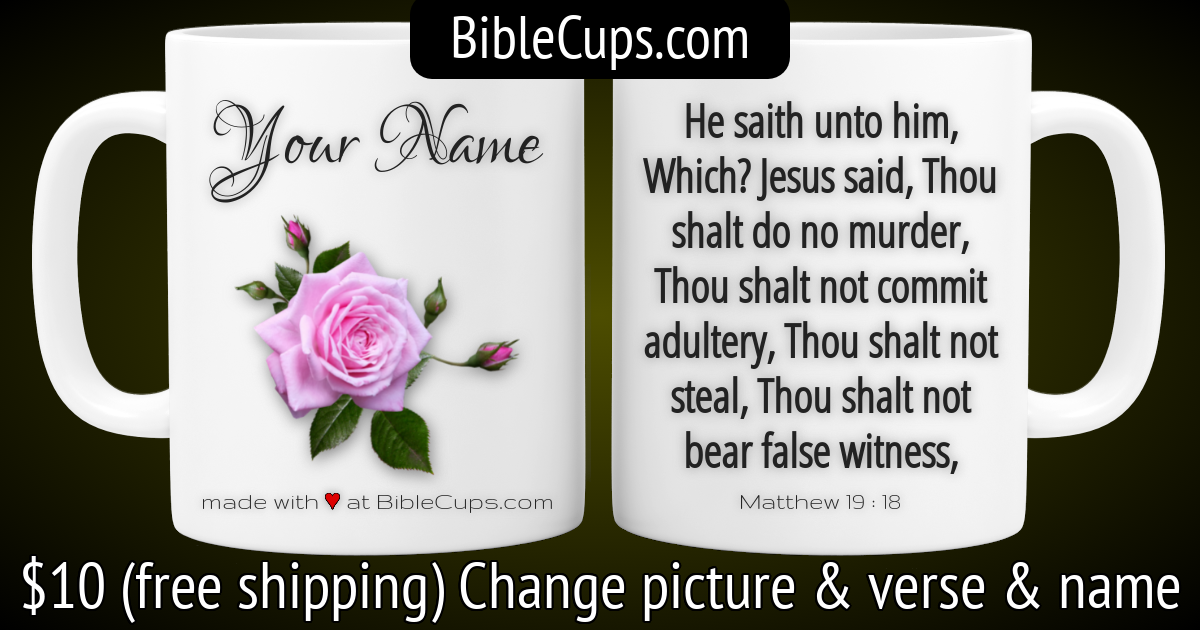 BibleCups.com
Your Name
made with ♥ at BibleCups.com
He saith unto him,
Which? Jesus said, Thou
shalt do no murder,
Thou shalt not commit
adultery, Thou shalt not
steal, Thou shalt not
bear false witness,
Matthew 19 : 18
$10 (free shipping) Change picture & verse & name